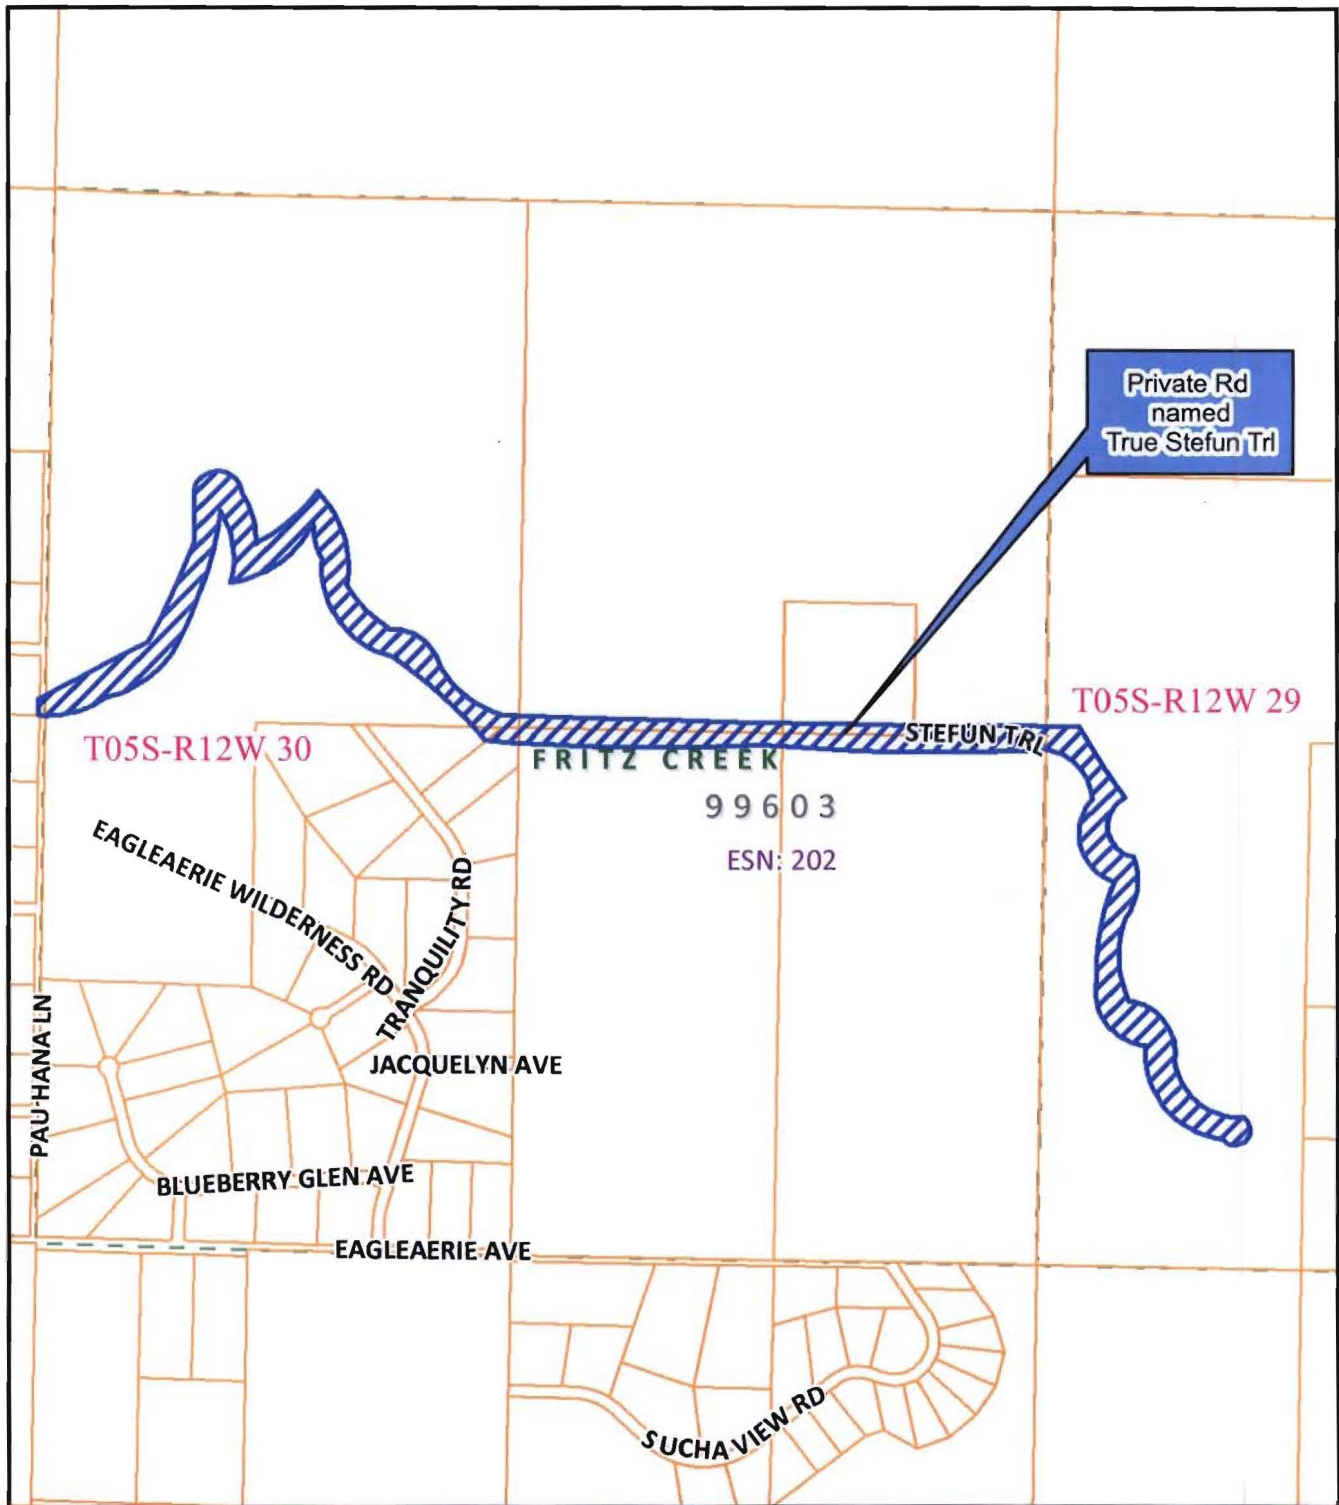 Private Rd
named
True Stefun Trl
T05S-R12W 29
STEFUN TRL
T05S-R12W 30
FRITZ CREEK
99603
ESN: 202
EAGLEAERIE WILDERNESS RD
TRANQUILITY RD
PAU HANA LN
JACQUELYN AVE
BLUEBERRY GLEN AVE
EAGLEAERIE AVE
SUCHA VIEW RD